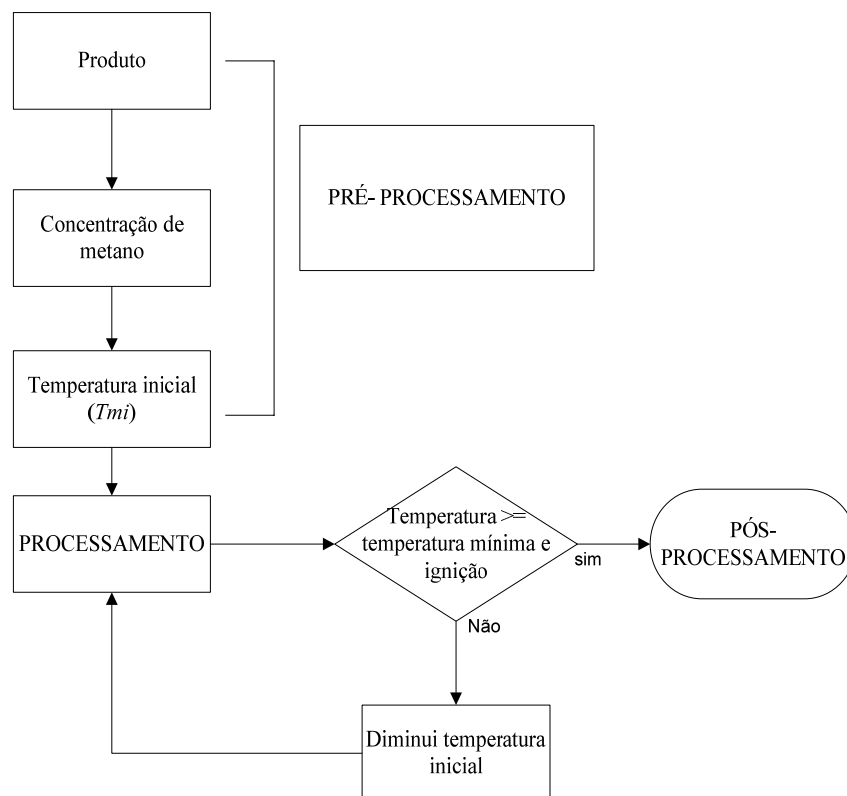 Produto
PRÉ- PROCESSAMENTO
Concentração de
metano
Temperatura inicial
(Tmi)
PROCESSAMENTO
Temperatura >=
temperatura mínima e
ignição
sim
PÓS-
PROCESSAMENTO
Não
Diminui temperatura
inicial